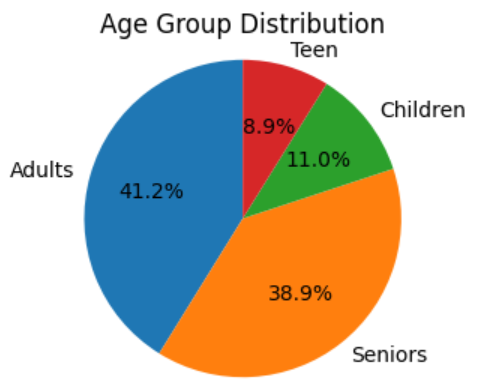 Age Group Distribution
Teen
8.9%
Children
11.0%
Adults
41.2%
38.9%
Seniors